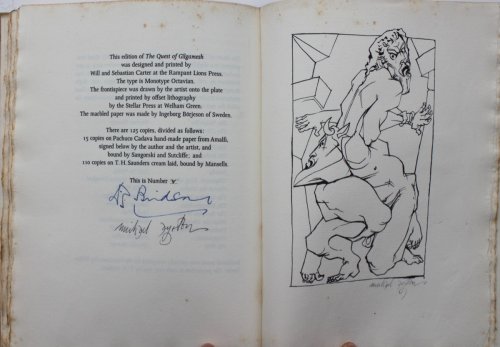 This edition of The Quest of Gilgamesh
was designed and printed by
Will and Sebastian Carter at the Rampant Lions Press.
The type is Monotype Octavian.
The frontispiece was drawn by the artist onto the plate
and printed by offset lithography
by the Stellar Press at Welham Green.
The marbled paper was made by Ingeborg Börjeson of Sweden.
There are 125 copies, divided as follows:
15 copies on Pachuco Cadava hand-made paper from Amalfi,
signed below by the author and the artist, and
bound by Sangorski and Sutcliffe; and
110 copies on T. H. Saunders cream laid, bound by Mansells.
This is Number
michael ayrton
michael ayrton